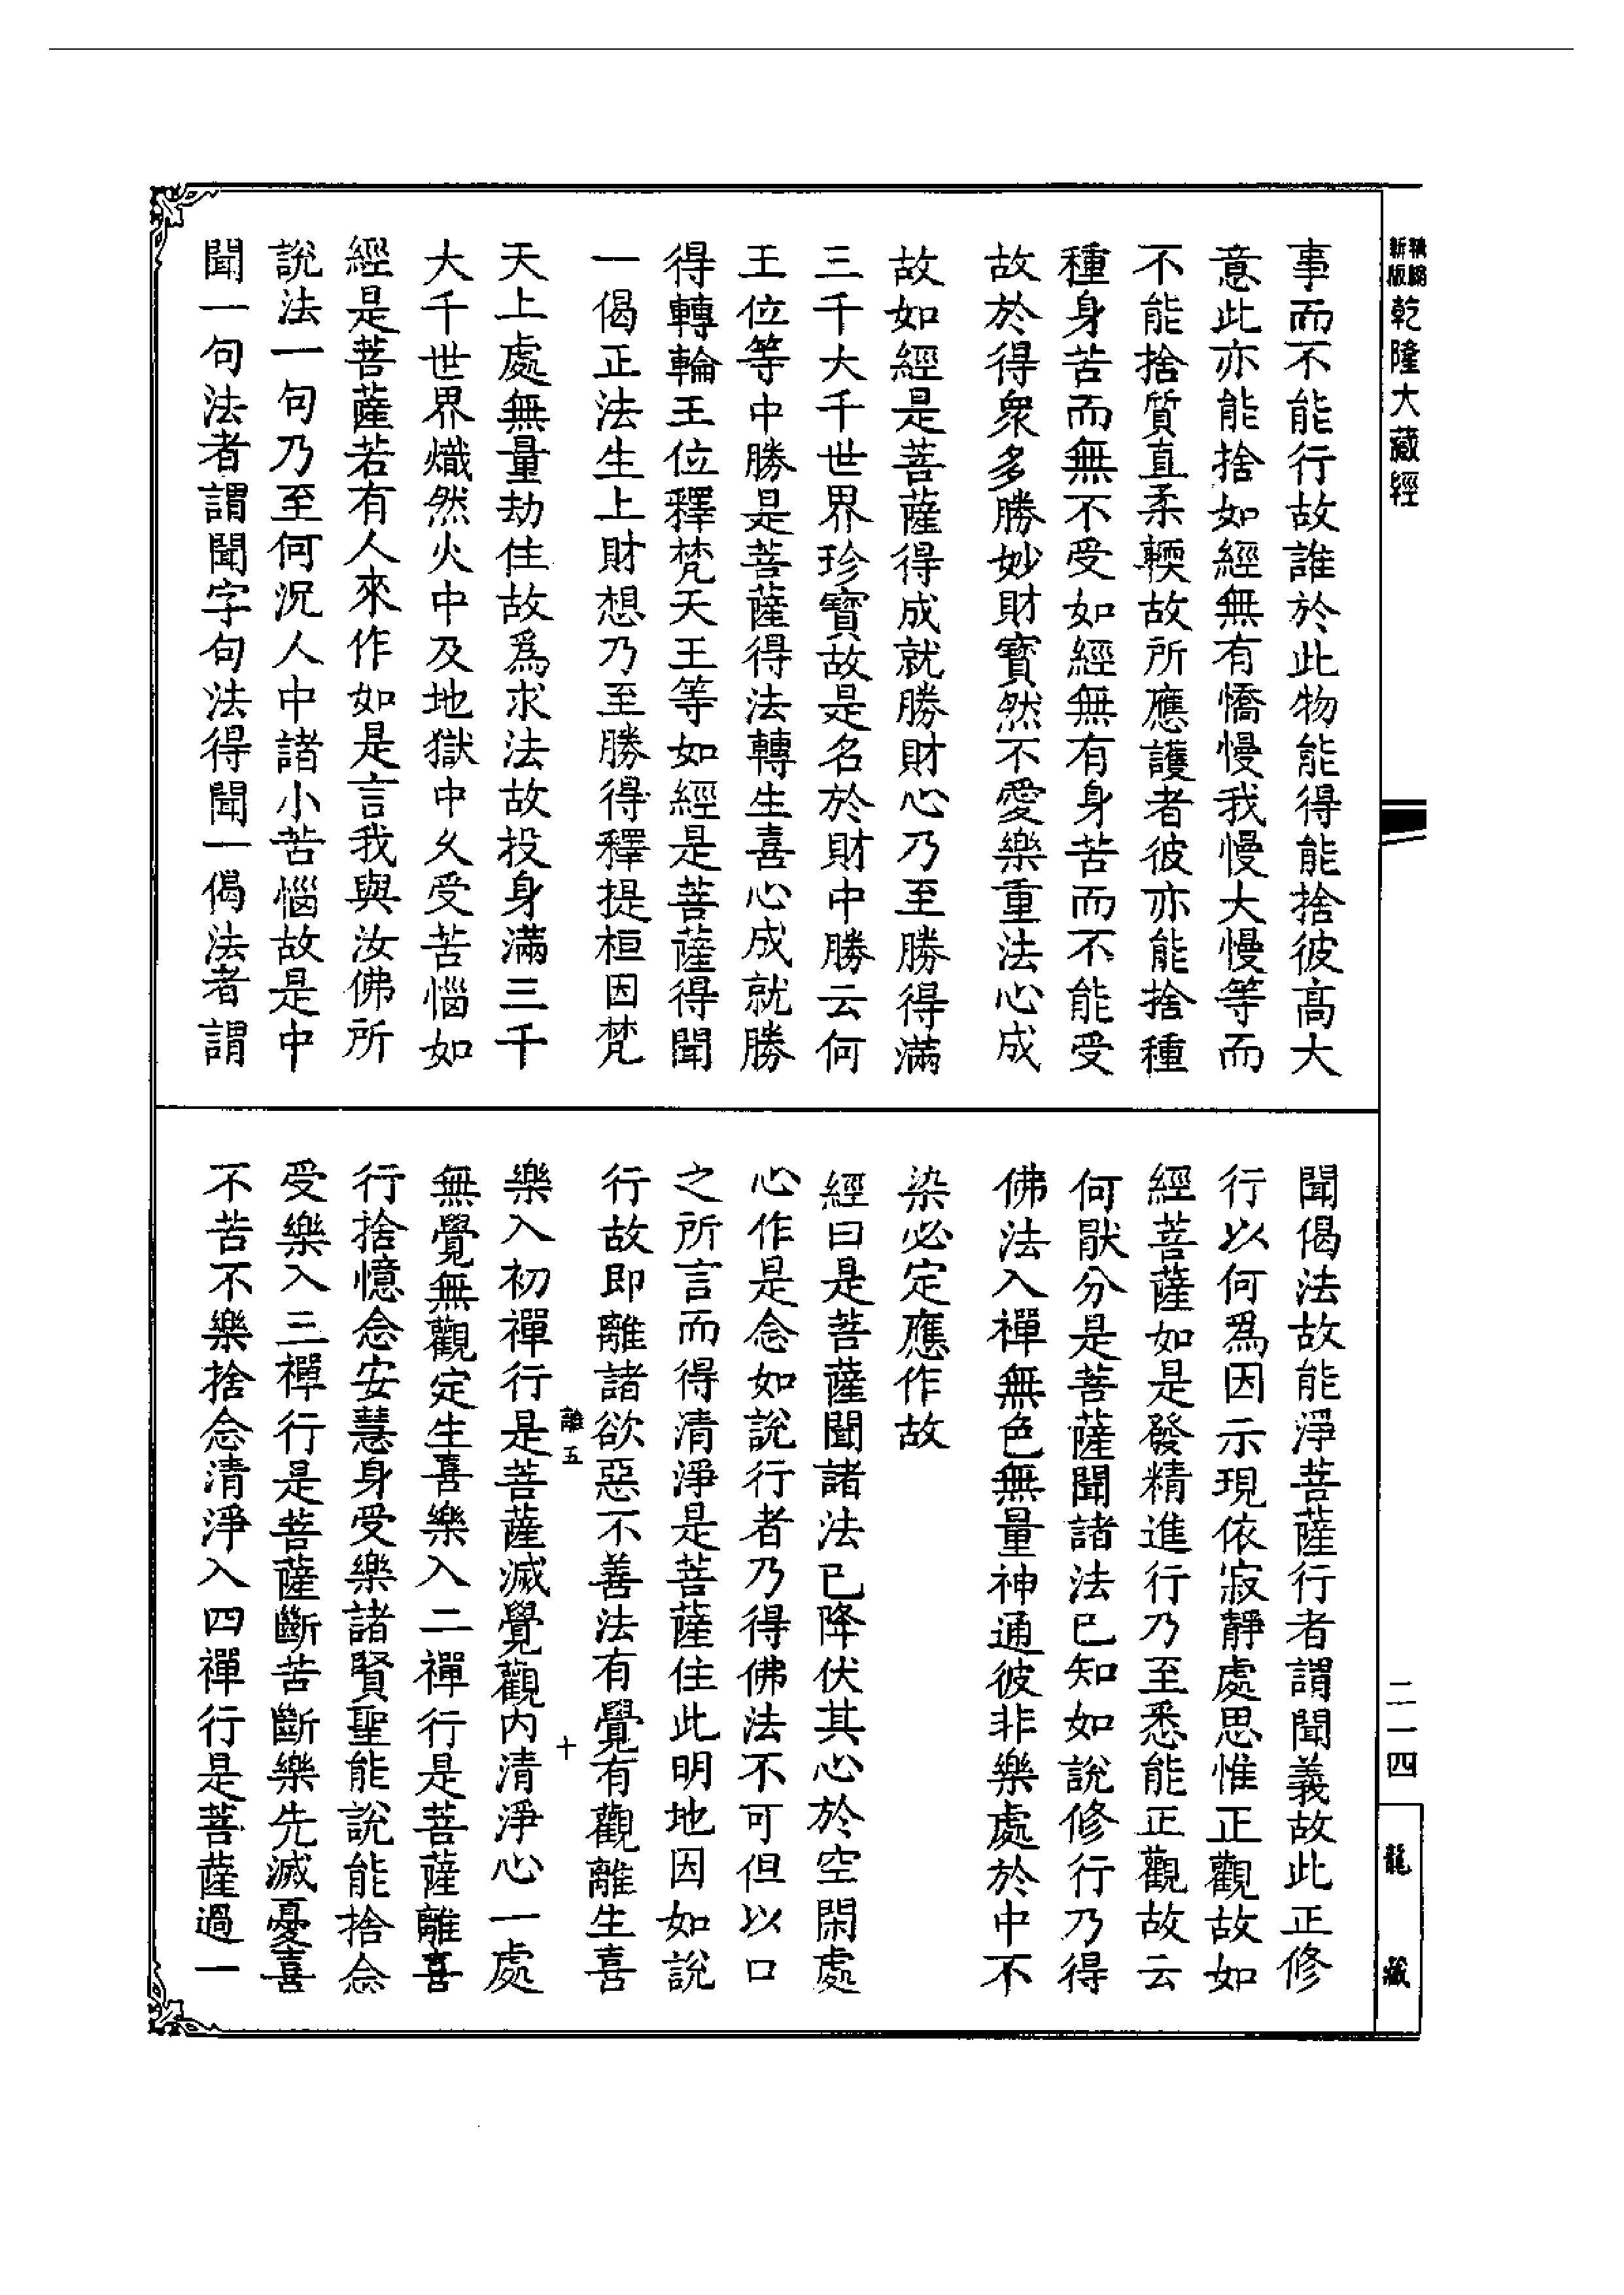 新版
乾隆大藏經
事而不能行故誰於此物能得能捨彼高大
意此亦能捨如經無有憍慢我慢大慢等而
不能捨質直柔輭故所應護者彼亦能捨種
種身苦而無不受如經無有身苦而不能受
故於得衆多勝妙財寳然不愛樂重法心成
故如經是菩薩得成就勝財心乃至勝得滿
三千大千世界珍寳故是名於財中勝云何
王位等中勝是菩薩得法轉生喜心成就勝
得轉輪王位釋梵天王等如經是菩薩得聞
一偈正法生上財想乃至勝得釋提桓因梵
天上處無量劫住故爲求法故投身滿三千
大千世界熾然火中及地獄中久受苦惱如
經是菩薩若有人來作如是言我與汝佛所
說法一句乃至何況人中諸小苦惱故是中
聞一句法者謂聞字句法得聞一偈法者謂
聞偈法故能淨菩薩行者謂聞義故此正修
行以何爲因示現依寂靜處思惟正觀故如
經菩薩如是發精進行乃至悉能正觀故云
何厭分是菩薩聞諸法已知如說修行乃得
佛法入禪無色無量神通彼非樂處於中不
染必定應作故
經曰是菩薩聞諸法已降伏其心於空閑處
心作是念如說行者乃得佛法不可但以口
之所言而得清淨是菩薩住此明地因如說
行故即離諸欲惡不善法有覺有觀離生喜
離五
十
樂入初禪行是菩薩滅覺觀内清淨心一處
無覺無觀定生喜樂入二禪行是菩薩離喜
行捨憶念安慧身受樂諸賢聖能說能捨念
受樂入三禪行是菩薩斷苦斷樂先滅憂喜
不苦不樂捨念清淨入四禪行是菩薩過一
二一四
龍藏